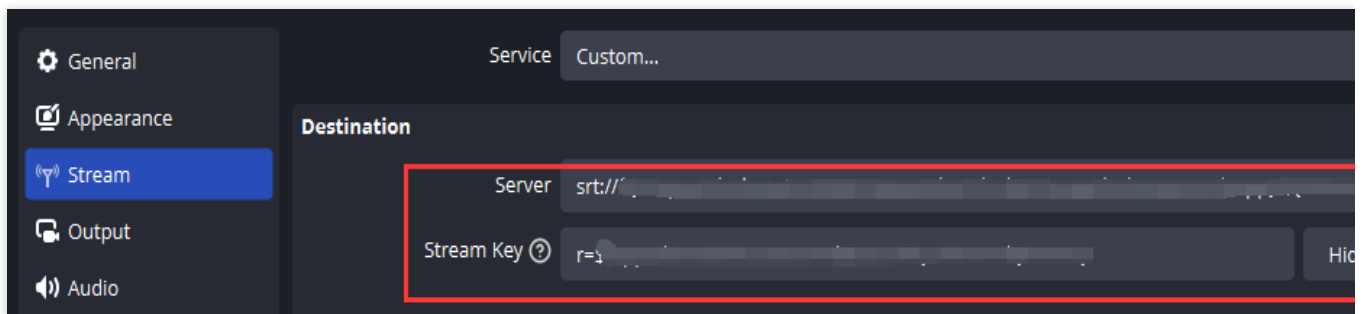 General
Appearance
Stream
Output
Audio
Service Custom...
Destination
Server srt://
Stream Key r=